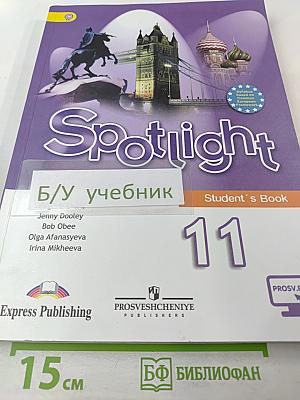 Spotlight
Б/У учебник
Student's Book
Jenny Dooley
Bob Obee
Olga Afanasyeva
Irina Mikheeva
11
PROSV.
Express Publishing
PROSVESHCHENIYE
PUBLISHERS
15 см
БФ БИБЛИОФАН